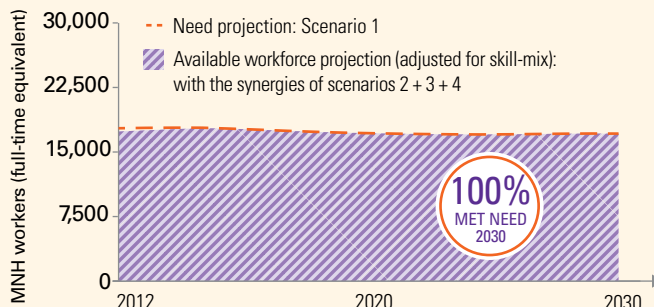 MNH workers (full-time equivalent)
30,000
22,500
15,000
7,500
0
Need projection: Scenario 1
Available workforce projection (adjusted for skill-mix):
with the synergies of scenarios 2 + 3 + 4
100%
MET NEED
2030
2012
2020
2030